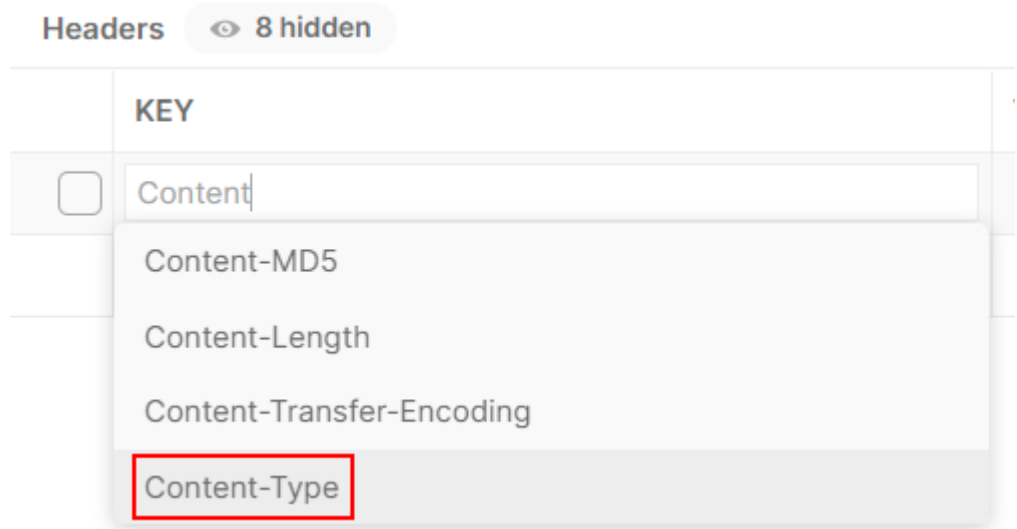 Headers 8 hidden
KEY
Content
Content-MD5
Content-Length
Content-Transfer-Encoding
Content-Type